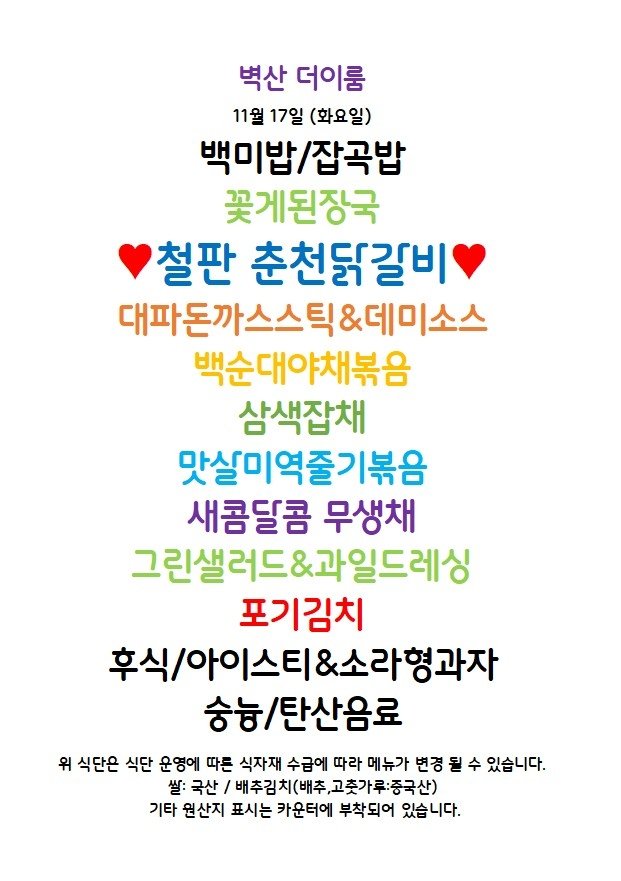 벽산 더이룸
11월 17일 (화요일)
백미밥/잡곡밥
꽃게된장국
♥철판 춘천닭갈비♥
대파돈까스스틱&데미소스
백순대야채볶음
삼색잡채
맛살미역줄기볶음
새콤달콤 무생채
그린샐러드&과일드레싱
포기김치
후식/아이스티&소라형과자
숭늉/탄산음료
위 식단은 식단 운영에 따른 식자재 수급에 따라 메뉴가 변경 될 수 있습니다.
쌀: 국산 / 배추김치(배추,고춧가루:중국산)
기타 원산지 표시는 카운터에 부착되어 있습니다.